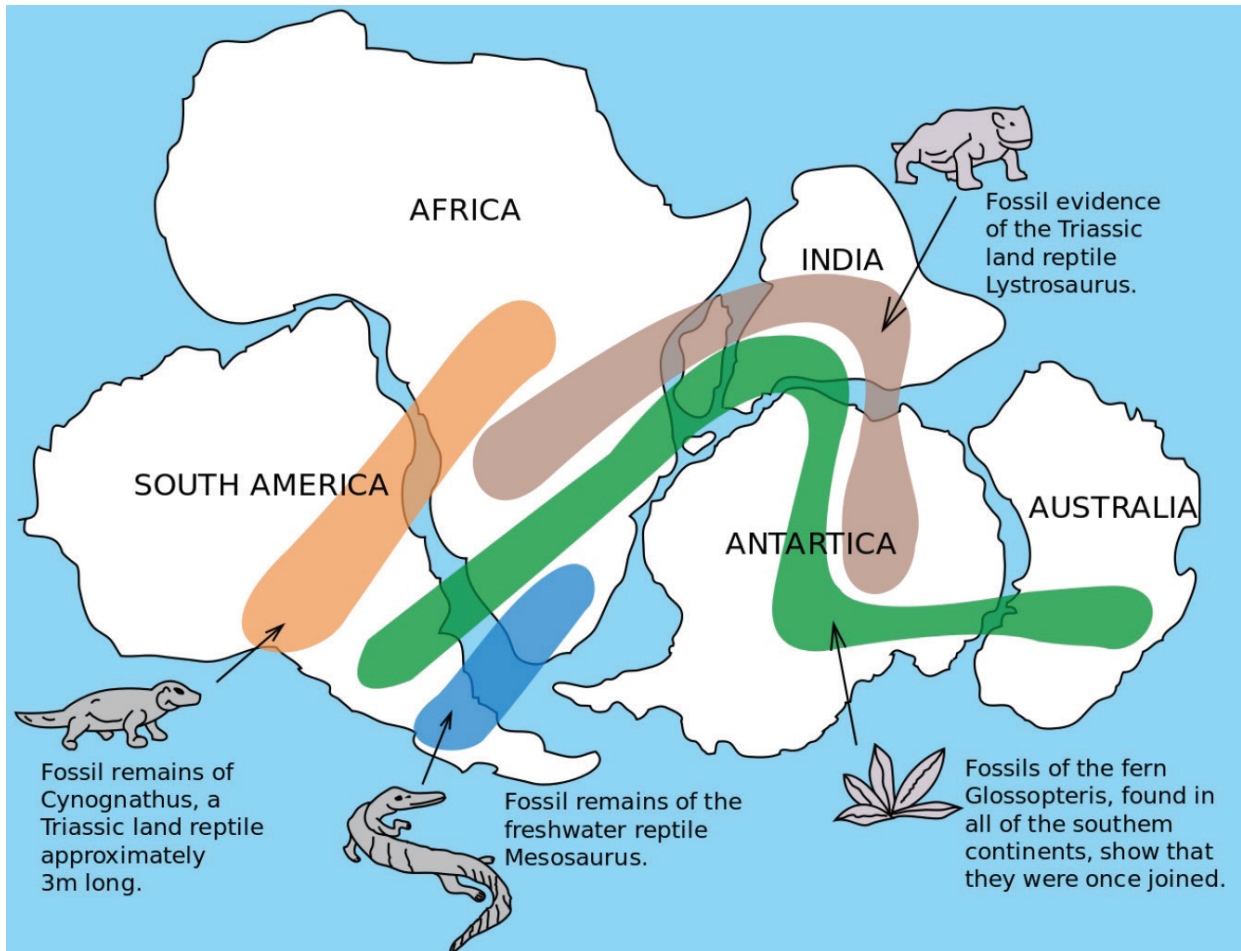 AFRICA
INDIA
SOUTH AMERICA
ANTARTICA
AUSTRALIA
Fossil evidence
of the Triassic
land reptile
Lystrosaurus.
Fossil remains of
Cynognathus, a
Triassic land reptile
approximately
3m long.
Fossil remains of the
freshwater reptile
Mesosaurus.
Fossils of the fern
Glossopteris, found in
all of the southem
continents, show that
they were once joined.